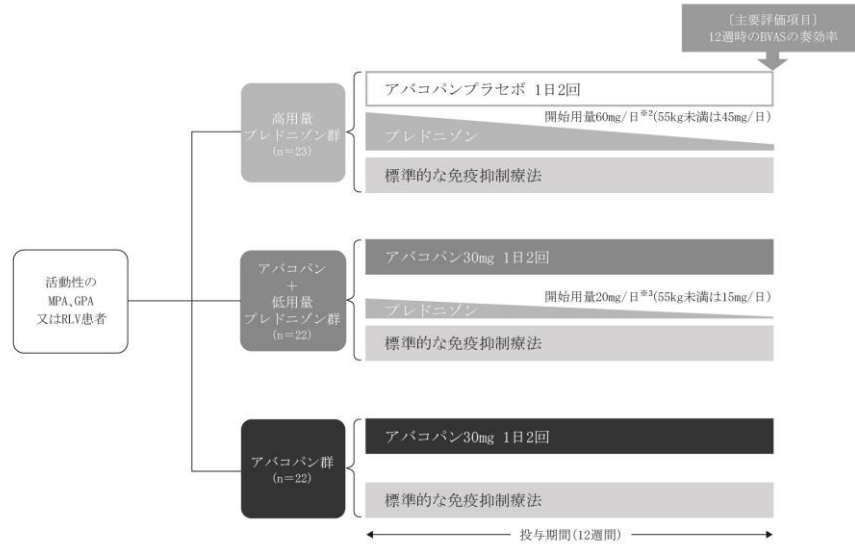 〔主要評価項目〕
12週時のBVASの奏効率
アバコパンプラセボ 1日2回
高用量
プレドニゾン群
(n=23)
開始用量60mg/日※2(55kg未満は45mg/日)
プレドニゾン
標準的な免疫抑制療法
活動性の
MPA、GPA
又はRLV患者
アバコパン
+
低用量
プレドニゾン群
(n=22)
アバコパン30mg 1日2回
開始用量20mg/日※3(55kg未満は15mg/日)
プレドニゾン
標準的な免疫抑制療法
アバコパン群
(n=22)
アバコパン30mg 1日2回
標準的な免疫抑制療法
投与期間(12週間)